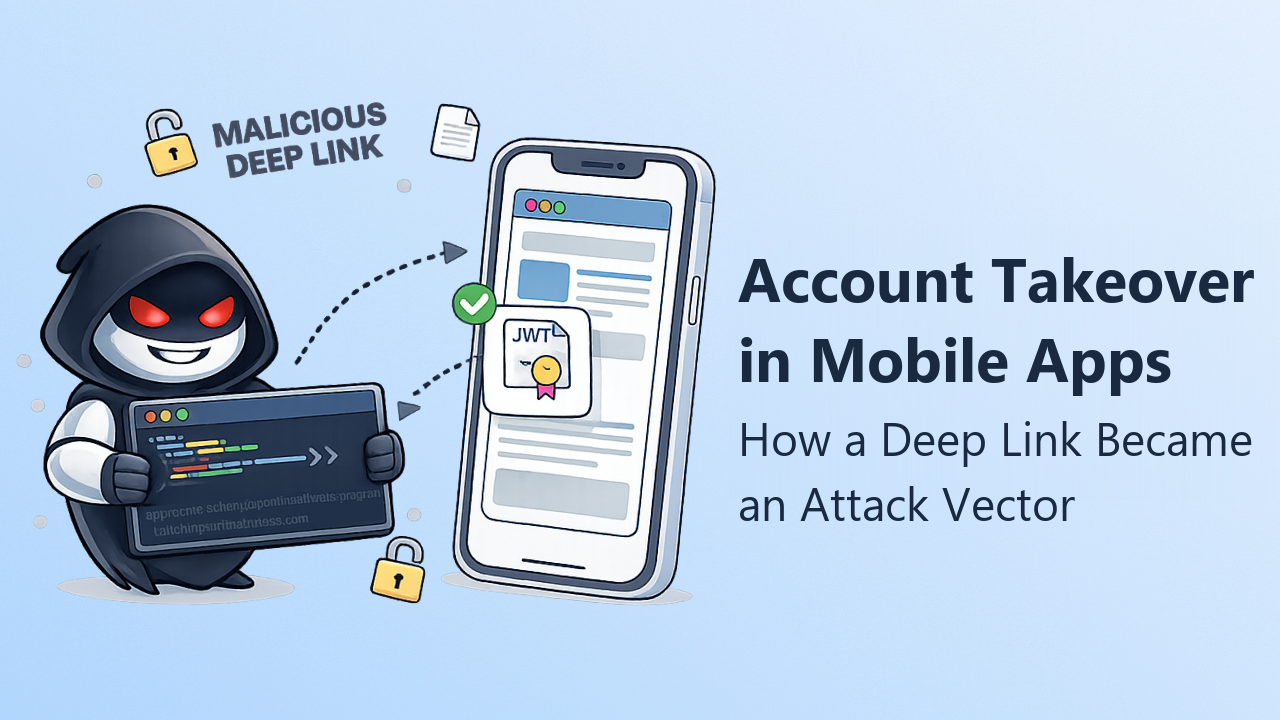 MALICIOUS
DEEP LINK
JWT
Account Takeover
in Mobile Apps
How a Deep Link Became
an Attack Vector